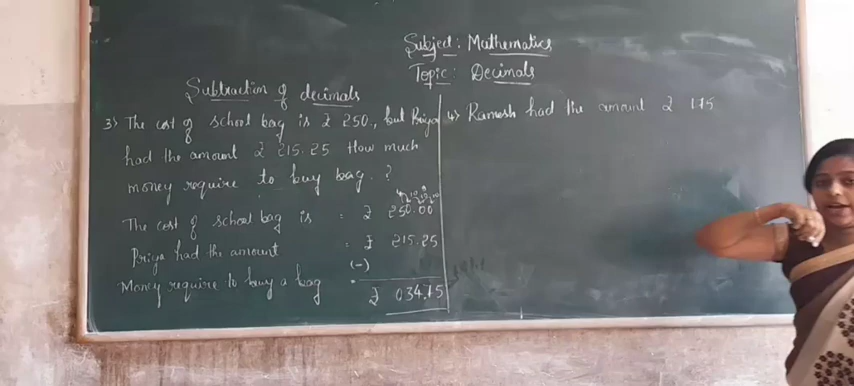 Subject: Mathematics
Topic: Decimals
Subtraction of decimals
3) The cost of school bag is ₹ 250., but Priya
had the amount ₹ 215.25 How much
money require to buy bag. ?
The cost of school bag is = ₹ 250.00
Priya had the amount = ₹ 215.25
(-)
Money require to buy a bag ₹ 034.75
4) Ramesh had the amount ₹ 175